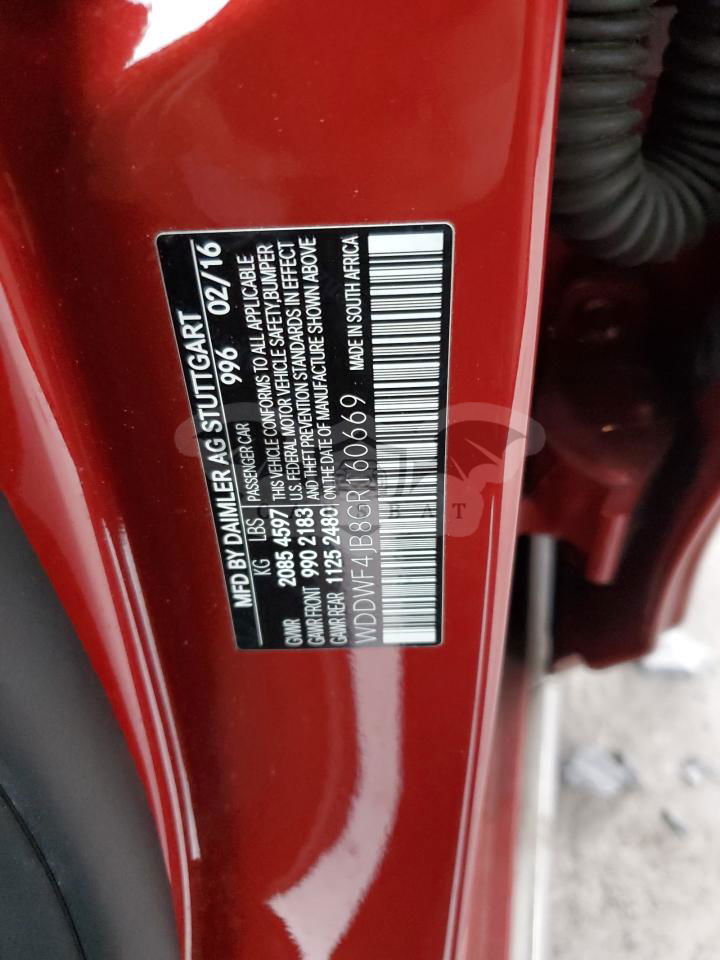 MFD BY DAIMLER AG STUTTGART
996 02/16
KG LBS
GWR 2085 4597
GAWR FRONT 990 2183
GAWR REAR 1125 2480
PASSENGER CAR
THIS VEHICLE CONFORMS TO ALL APPLICABLE
U.S. FEDERAL MOTOR VEHICLE SAFETY, BUMPER
AND THEFT PREVENTION STANDARDS IN EFFECT
ON THE DATE OF MANUFACTURE SHOWN ABOVE
WDDWF4JB8GR160669
MADE IN SOUTH AFRICA